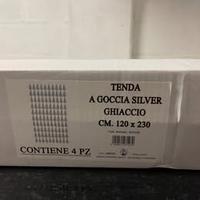 TENDA
A GOCCIA SILVER
GHIACCIO
CM. 120 x 230
CONTIENE 4 PZ